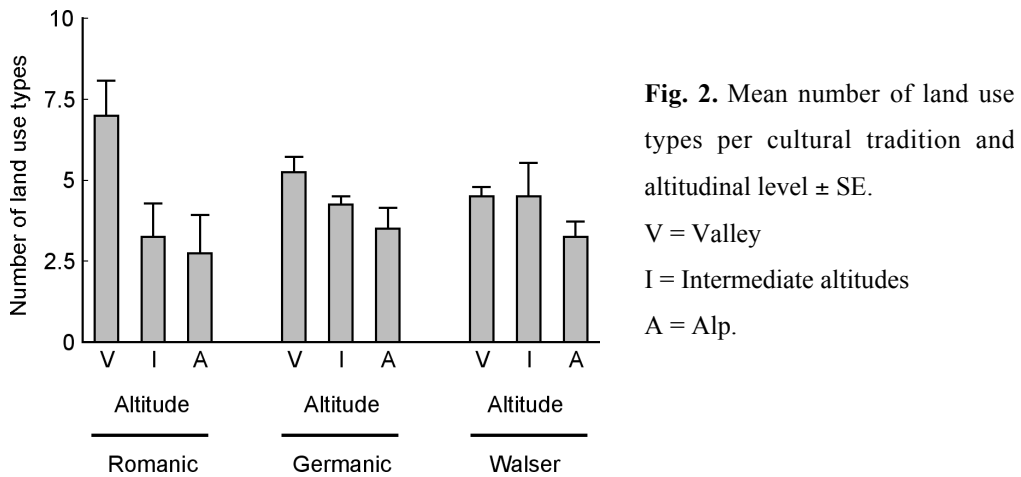 10
7.5
5
2.5
0
Number of land use types
V I A V I A V I A
Altitude Altitude Altitude
Romanic Germanic Walser
Fig. 2. Mean number of land use
types per cultural tradition and
altitudinal level ± SE.
V = Valley
I = Intermediate altitudes
A = Alp.